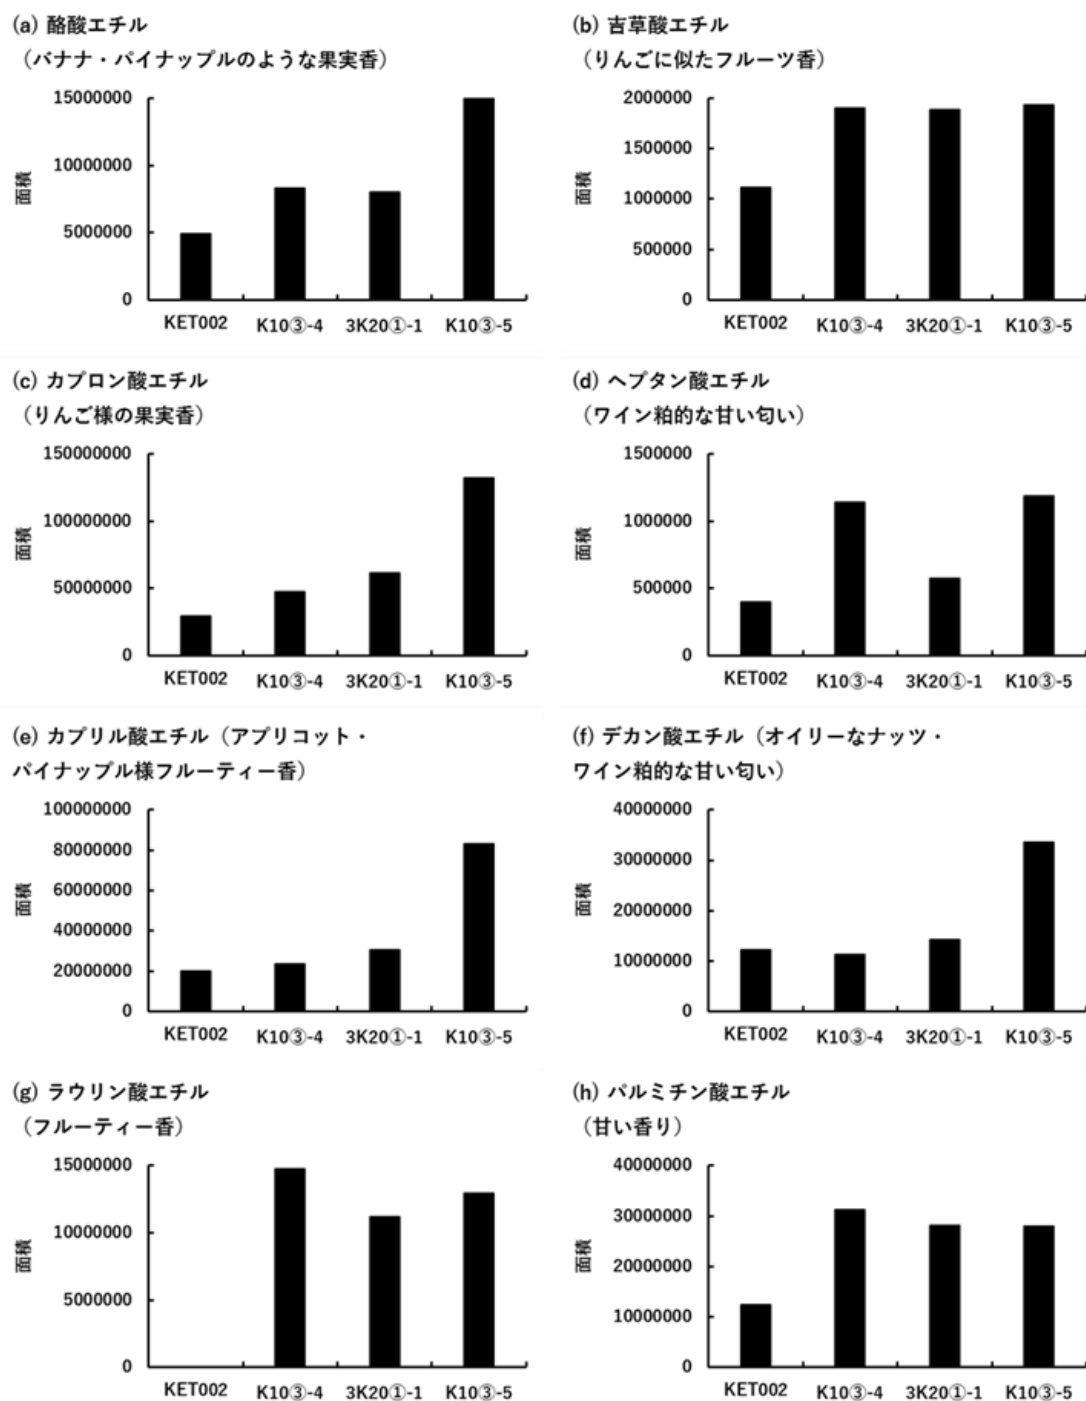 (a) 酪酸エチル
（バナナ・パイナップルのような果実香）
15000000
10000000
5000000
0
面積
KET002 K10③-4 3K20①-1 K10③-5
(b) 吉草酸エチル
（りんごに似たフルーツ香）
2000000
1500000
1000000
500000
0
面積
KET002 K10③-4 3K20①-1 K10③-5
(c) カプロン酸エチル
（りんご様の果実香）
150000000
100000000
50000000
0
面積
KET002 K10③-4 3K20①-1 K10③-5
(d) ヘプタン酸エチル
（ワイン粕的な甘い匂い）
1500000
1000000
500000
0
面積
KET002 K10③-4 3K20①-1 K10③-5
(e) カプリル酸エチル（アプリコット・
パイナップル様フルーティー香）
100000000
80000000
60000000
40000000
20000000
0
面積
KET002 K10③-4 3K20①-1 K10③-5
(f) デカン酸エチル（オイリーなナッツ・
ワイン粕的な甘い匂い）
40000000
30000000
20000000
10000000
0
面積
KET002 K10③-4 3K20①-1 K10③-5
(g) ラウリン酸エチル
（フルーティー香）
15000000
10000000
5000000
0
面積
KET002 K10③-4 3K20①-1 K10③-5
(h) パルミチン酸エチル
（甘い香り）
40000000
30000000
20000000
10000000
0
面積
KET002 K10③-4 3K20①-1 K10③-5